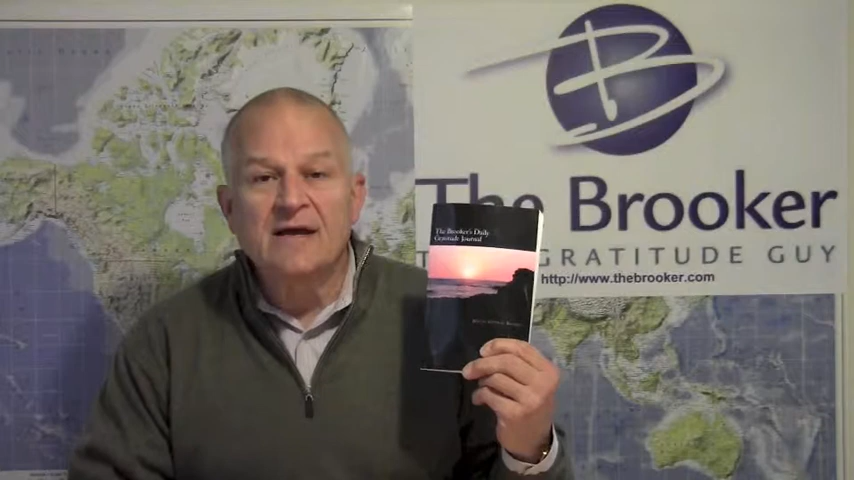 The Brooker
GRATITUDE GUY
http://www.thebrooker.com
The Brooker's Daily
Gratitude Journal